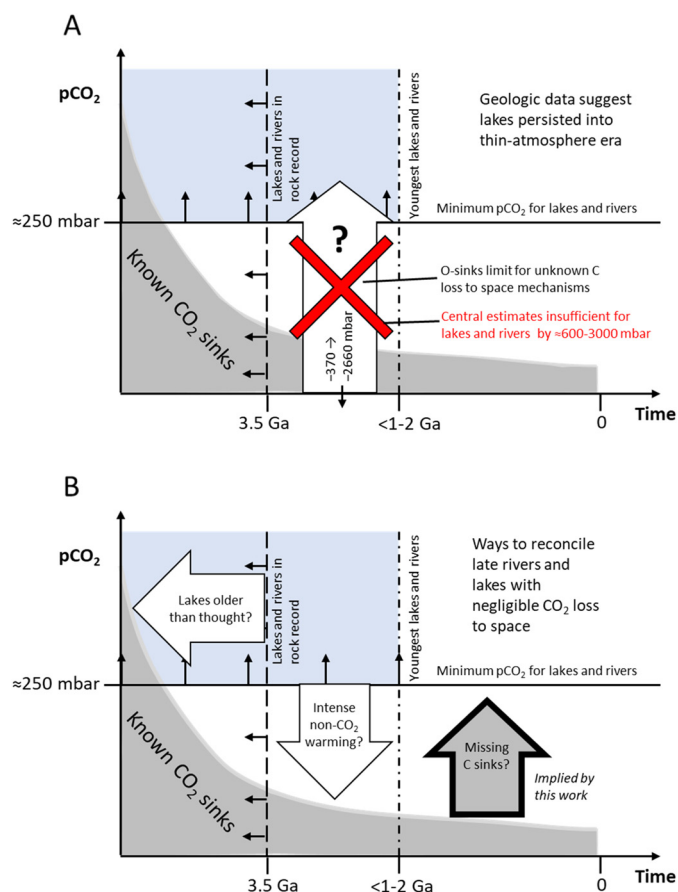 A
pCO₂
≈250 mbar
Known CO₂ sinks
Lakes and rivers in
rock record
?
–370 →
–2660 mbar
Youngest lakes and rivers
Geologic data suggest
lakes persisted into
thin-atmosphere era
Minimum pCO₂ for lakes and rivers
O-sinks limit for unknown C
loss to space mechanisms
Central estimates insufficient for
lakes and rivers by ≈600-3000 mbar
3.5 Ga
<1-2 Ga
0
Time
B
pCO₂
≈250 mbar
Known CO₂ sinks
Lakes older
than thought?
Lakes and rivers in
rock record
Intense
non-CO₂
warming?
Youngest lakes and rivers
Ways to reconcile
late rivers and
lakes with
negligible CO₂ loss
to space
Minimum pCO₂ for lakes and rivers
Missing
C sinks?
Implied by
this work
3.5 Ga
<1-2 Ga
0
Time